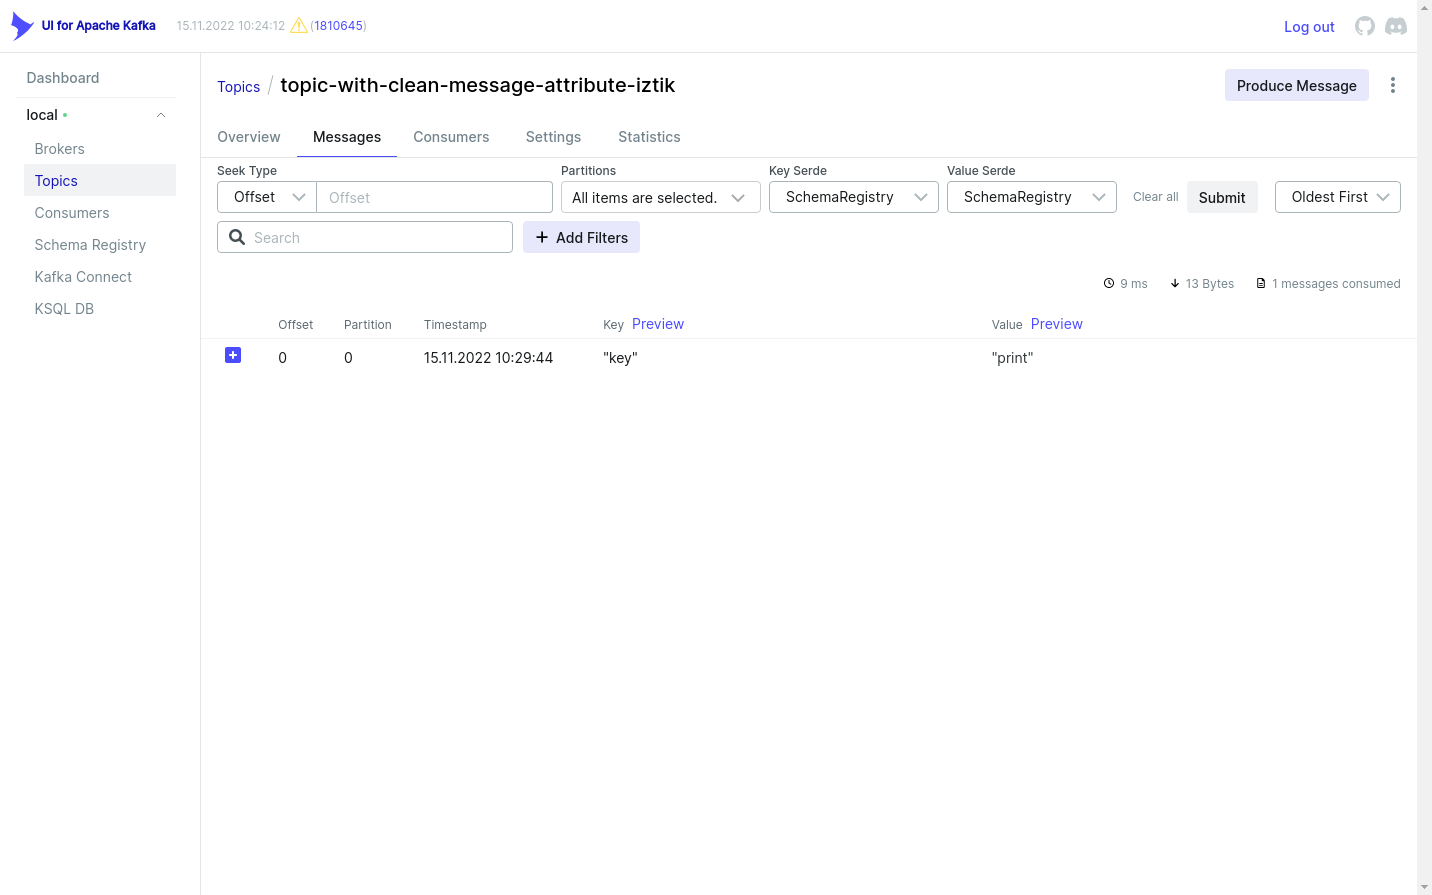 UI for Apache Kafka 15.11.2022 10:24:12 (1810645) Log out
Dashboard
local
Brokers
Topics
Consumers
Schema Registry
Kafka Connect
KSQL DB
Topics / topic-with-clean-message-attribute-iztik Produce Message
Overview Messages Consumers Settings Statistics
Seek Type Partitions Key Serde Value Serde
Offset Offset All items are selected. SchemaRegistry SchemaRegistry Clear all Submit Oldest First
Search Add Filters
9 ms 13 Bytes 1 messages consumed
Offset Partition Timestamp Key Preview Value Preview
0 0 15.11.2022 10:29:44 "key" "print"